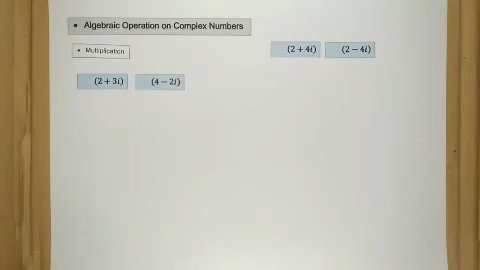 • Algebraic Operation on Complex Numbers
• Multiplication
(2 + 4i) (2 − 4i)
(2 + 3i) (4 − 2i)